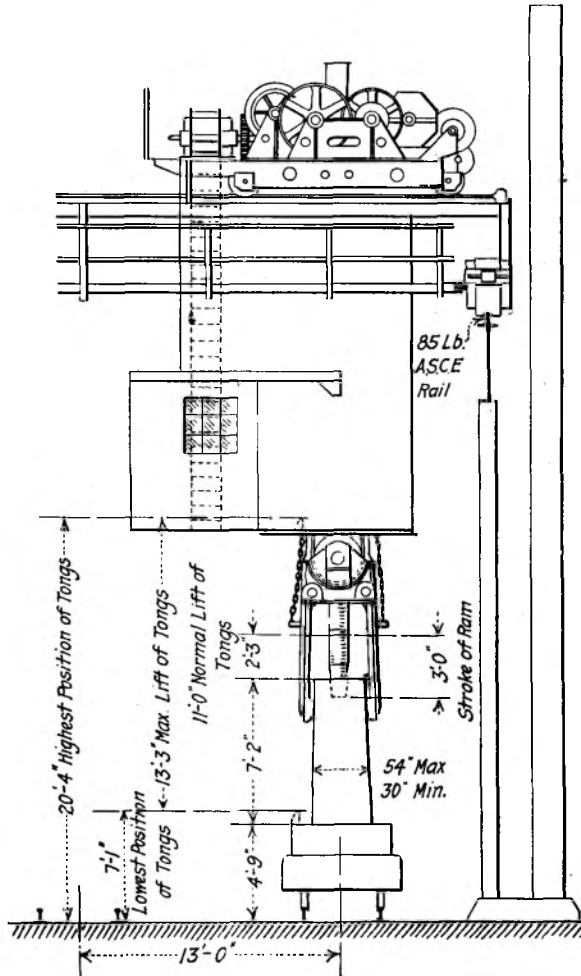 85 Lb.
A.S.C.E
Rail
20'-4" Highest Position of Tongs
13'-3" Max Lift of Tongs
11'-0" Normal Lift of
Tongs
2'-3"
3'-0"
Stroke of Ram
7'-2"
54" Max
30" Min.
7'-1"
Lowest Position
of Tongs
4'-9"
13'-0"